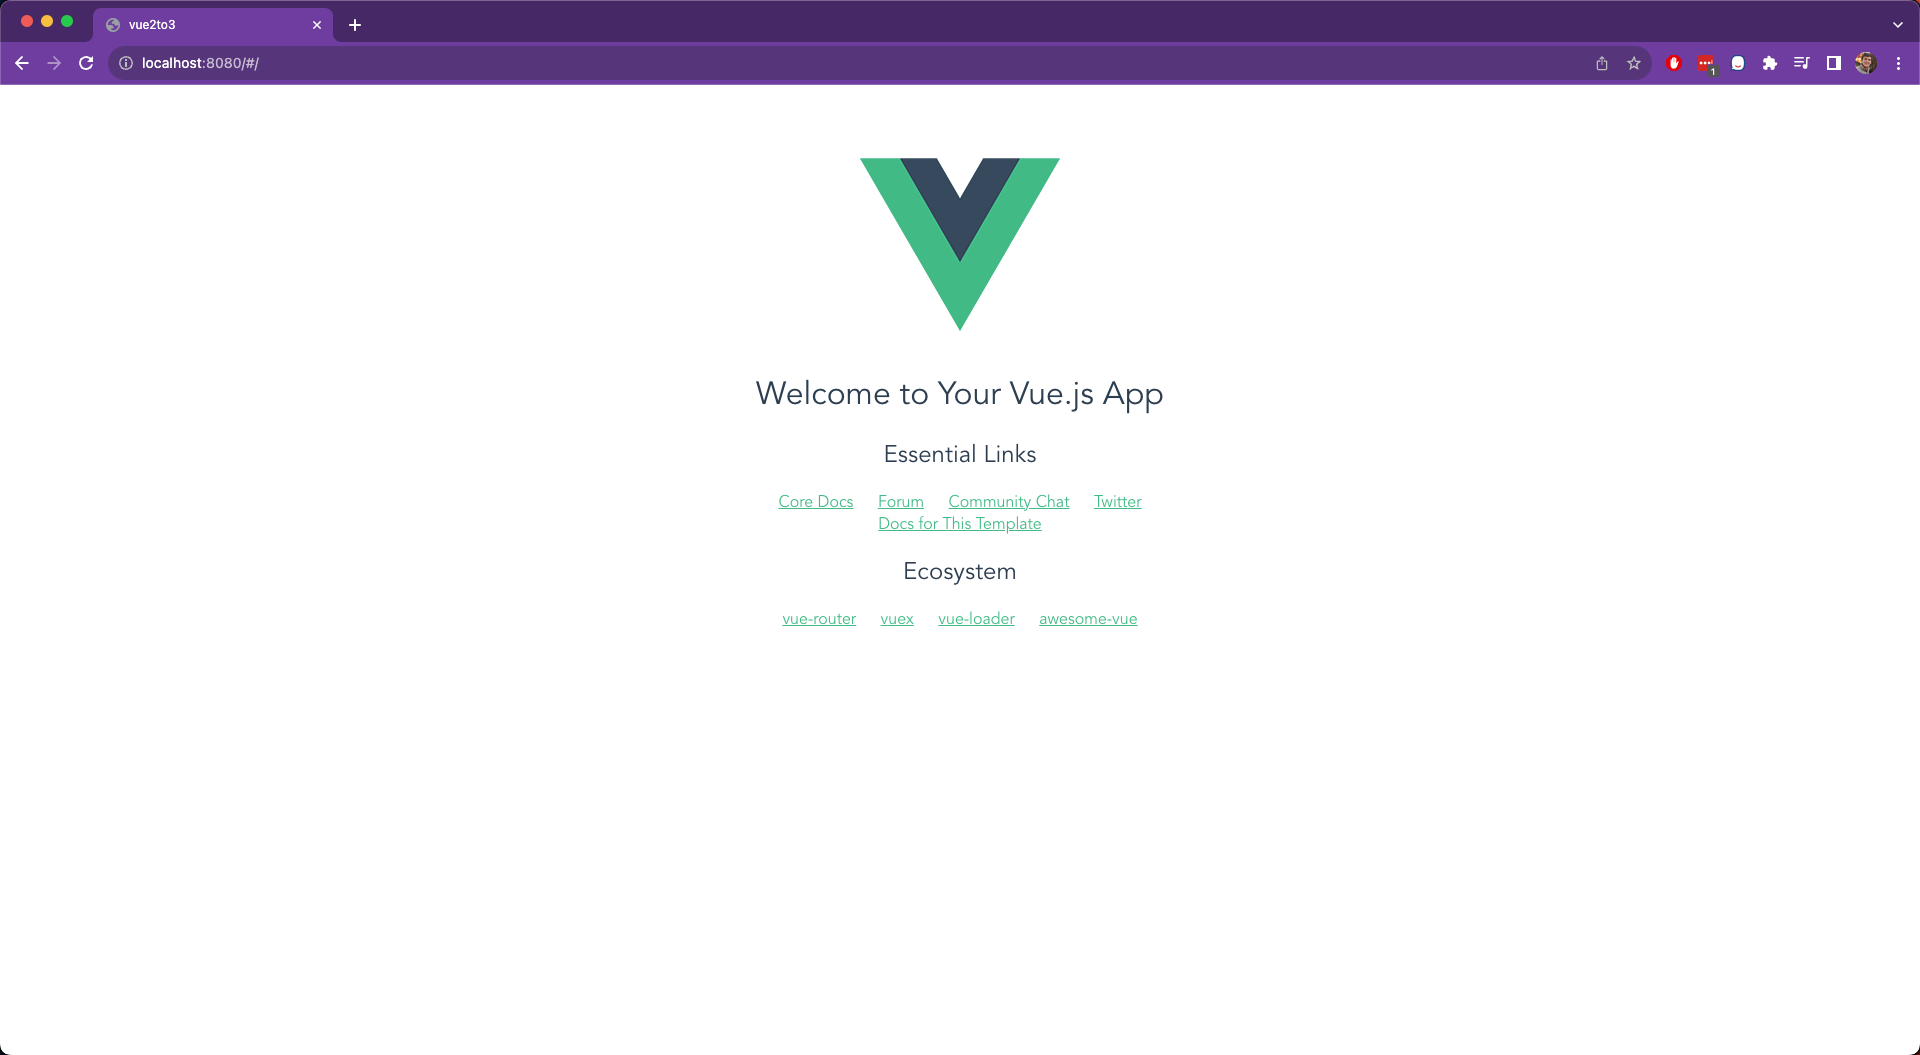 vue2to3
localhost:8080/#/
1
Welcome to Your Vue.js App
Essential Links
Core Docs Forum Community Chat Twitter
Docs for This Template
Ecosystem
vue-router vuex vue-loader awesome-vue